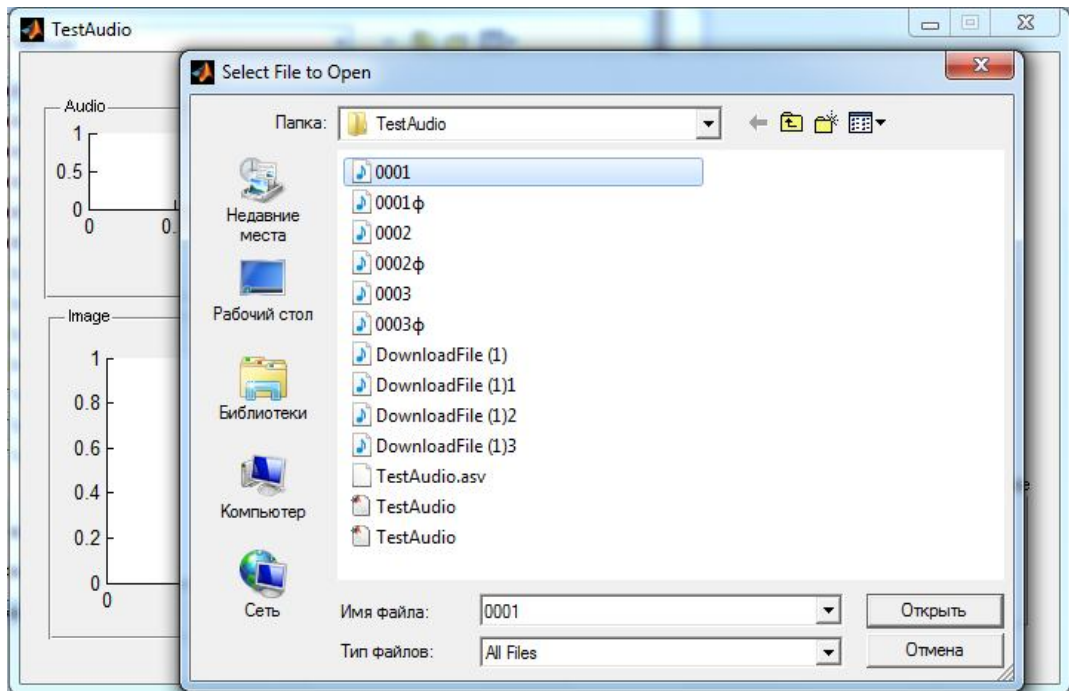 TestAudio
Select File to Open
Audio
1
0.5
0
0
Папка:
TestAudio
Недавние
места
Рабочий стол
Библиотеки
Компьютер
Сеть
0001
0001ф
0002
0002ф
0003
0003ф
DownloadFile (1)
DownloadFile (1)1
DownloadFile (1)2
DownloadFile (1)3
TestAudio.asv
TestAudio
TestAudio
Image
1
0.8
0.6
0.4
0.2
0
0
Имя файла:
0001
Открыть
Тип файлов:
All Files
Отмена